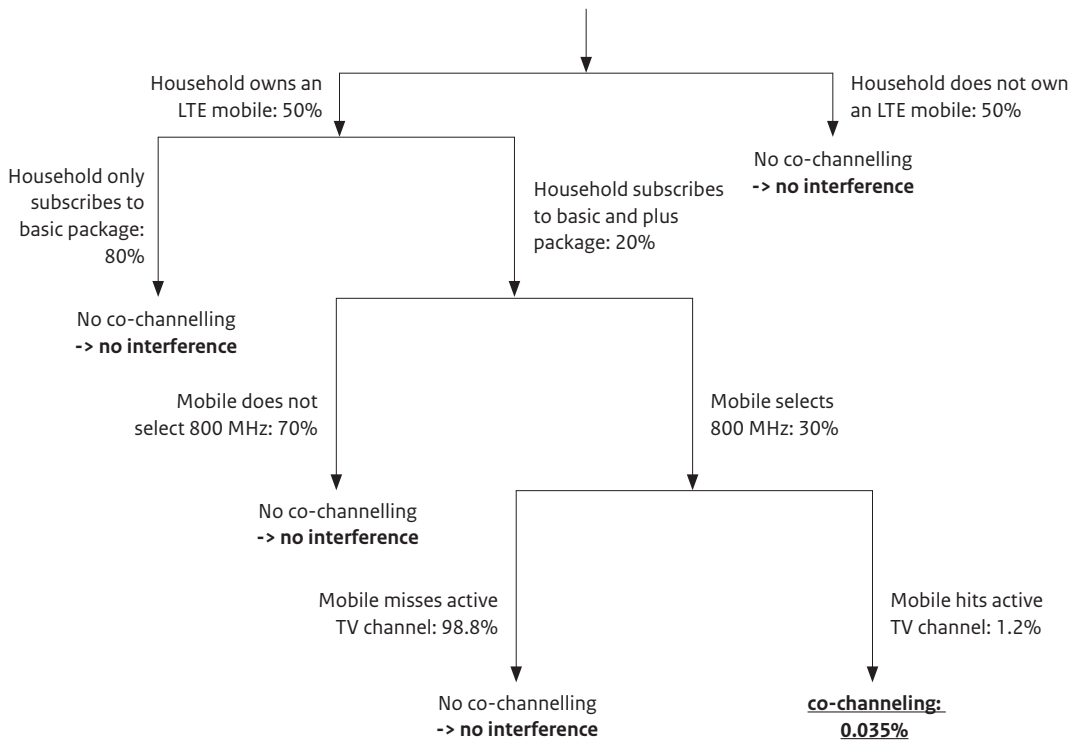 Household owns an
LTE mobile: 50%
Household does not own
an LTE mobile: 50%
No co-channelling
-> no interference
Household only
subscribes to
basic package:
80%
Household subscribes
to basic and plus
package: 20%
No co-channelling
-> no interference
Mobile does not
select 800 MHz: 70%
Mobile selects
800 MHz: 30%
No co-channelling
-> no interference
Mobile misses active
TV channel: 98.8%
Mobile hits active
TV channel: 1.2%
No co-channelling
-> no interference
co-channeling:
0.035%